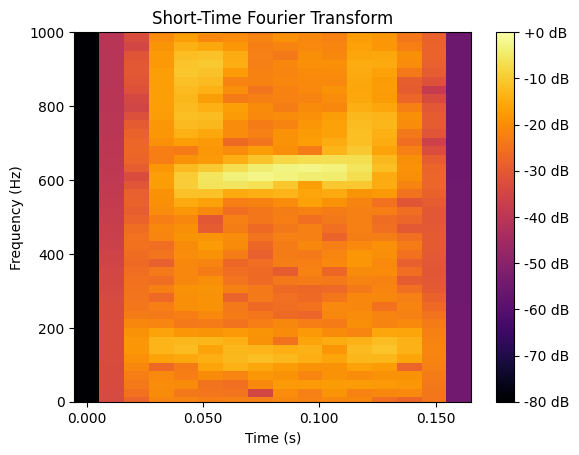 Short-Time Fourier Transform
1000
800
600
400
200
0
Frequency (Hz)
0.000
0.050
0.100
0.150
Time (s)
+0 dB
-10 dB
-20 dB
-30 dB
-40 dB
-50 dB
-60 dB
-70 dB
-80 dB